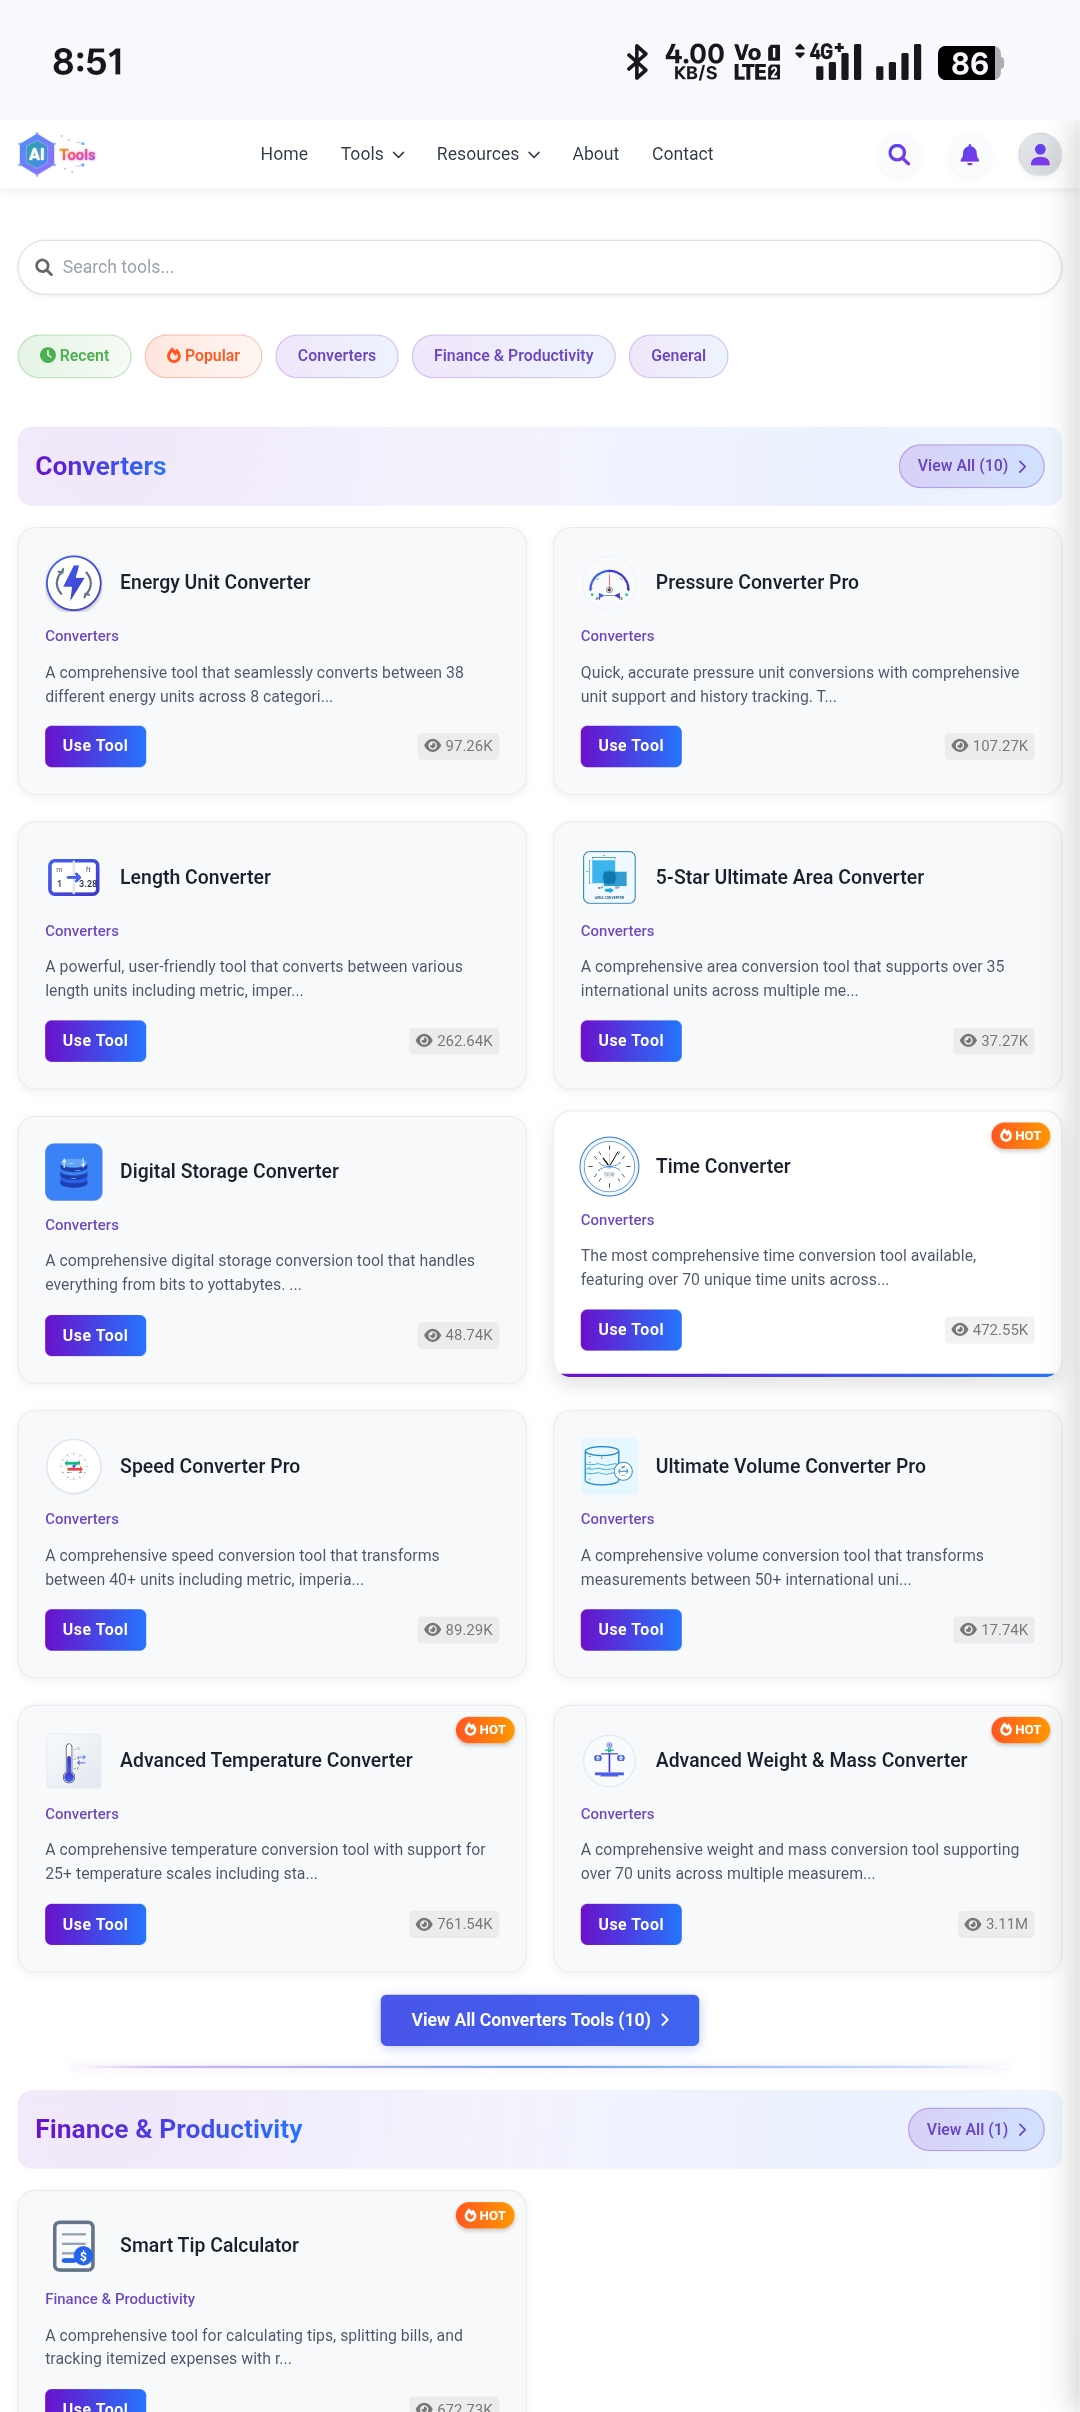 8:51
4.00 KB/S
Vo 1 LTE 2
4G+
86
AI Tools
Home
Tools
Resources
About
Contact
Search tools...
Recent
Popular
Converters
Finance & Productivity
General
Converters
View All (10)
Energy Unit Converter
Converters
A comprehensive tool that seamlessly converts between 38
different energy units across 8 categori...
Use Tool
97.26K
Pressure Converter Pro
Converters
Quick, accurate pressure unit conversions with comprehensive
unit support and history tracking. T...
Use Tool
107.27K
m ft
1 3.28
Length Converter
Converters
A powerful, user-friendly tool that converts between various
length units including metric, imper...
Use Tool
262.64K
AREA CONVERTER
5-Star Ultimate Area Converter
Converters
A comprehensive area conversion tool that supports over 35
international units across multiple me...
Use Tool
37.27K
Digital Storage Converter
Converters
A comprehensive digital storage conversion tool that handles
everything from bits to yottabytes. ...
Use Tool
48.74K
HOT
Time Converter
Converters
The most comprehensive time conversion tool available,
featuring over 70 unique time units across...
Use Tool
472.55K
Speed Converter Pro
Converters
A comprehensive speed conversion tool that transforms
between 40+ units including metric, imperia...
Use Tool
89.29K
Ultimate Volume Converter Pro
Converters
A comprehensive volume conversion tool that transforms
measurements between 50+ international uni...
Use Tool
17.74K
HOT
Advanced Temperature Converter
Converters
A comprehensive temperature conversion tool with support for
25+ temperature scales including sta...
Use Tool
761.54K
HOT
Advanced Weight & Mass Converter
Converters
A comprehensive weight and mass conversion tool supporting
over 70 units across multiple measurem...
Use Tool
3.11M
View All Converters Tools (10)
Finance & Productivity
View All (1)
HOT
Smart Tip Calculator
Finance & Productivity
A comprehensive tool for calculating tips, splitting bills, and
tracking itemized expenses with r...
Use Tool
672.73K